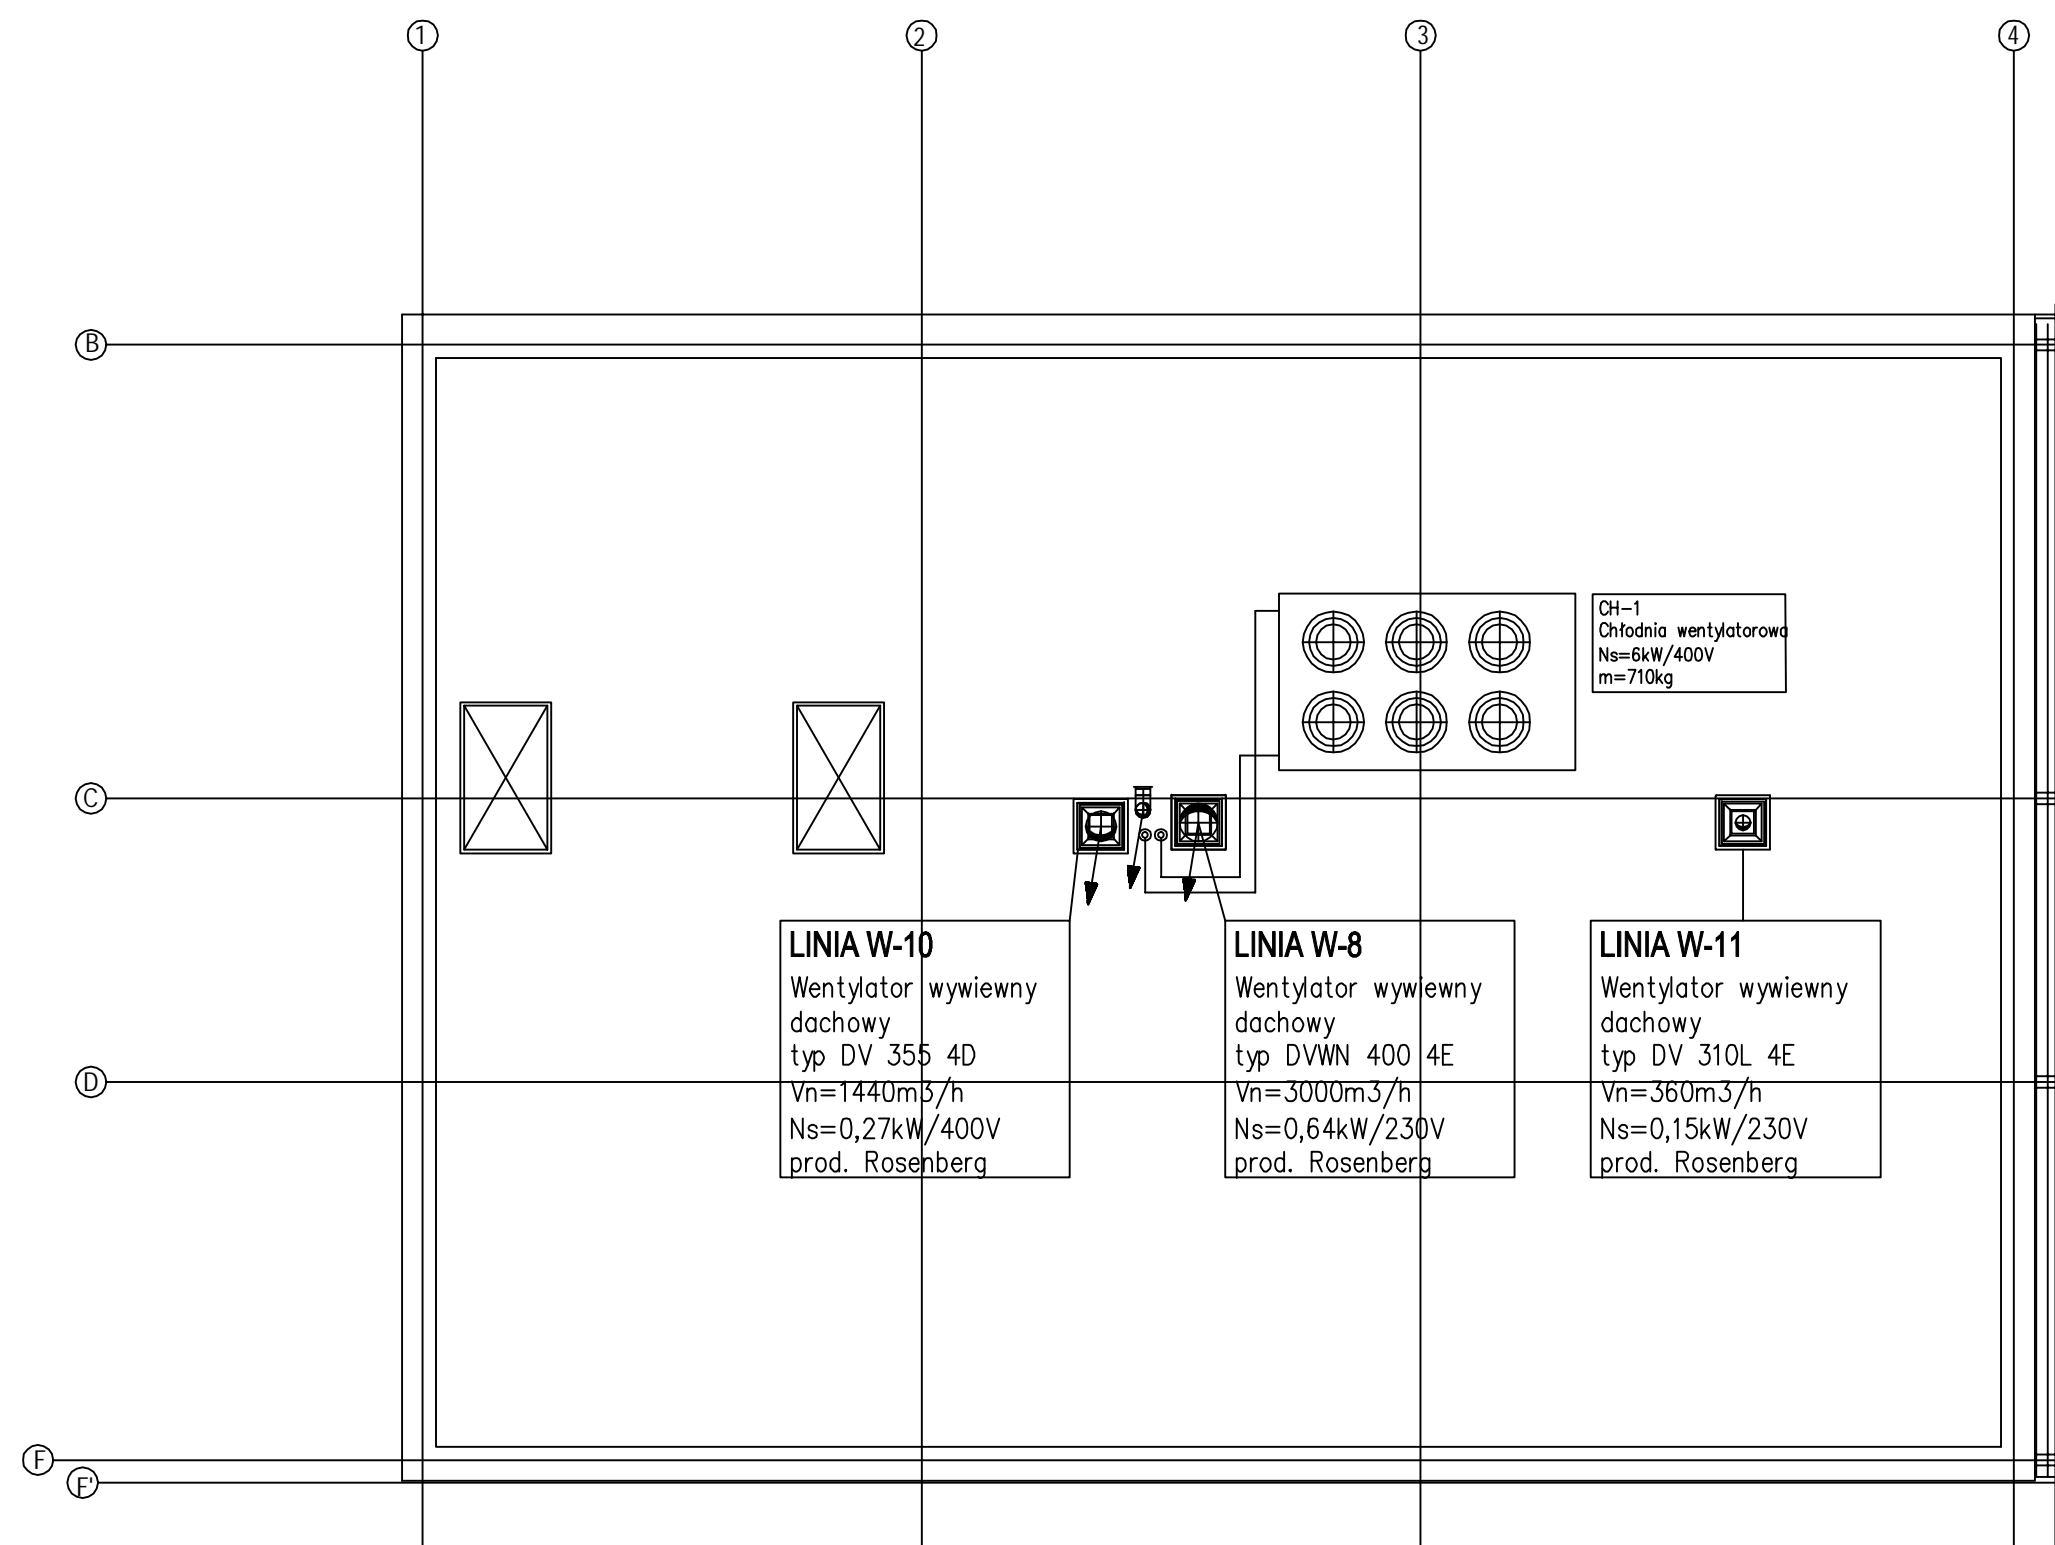 1
2
3
4
B
CH-1
Chłodnia wentylatorowa
Ns=6kW/400V
m=710kg
C
LINIA W-10
Wentylator wywiewny
dachowy
typ DV 355 4D
Vn=1440m3/h
Ns=0,27kW/400V
prod. Rosenberg
LINIA W-8
Wentylator wywiewny
dachowy
typ DVWN 400 4E
Vn=3000m3/h
Ns=0,64kW/230V
prod. Rosenberg
LINIA W-11
Wentylator wywiewny
dachowy
typ DV 310L 4E
Vn=360m3/h
Ns=0,15kW/230V
prod. Rosenberg
D
F
F'